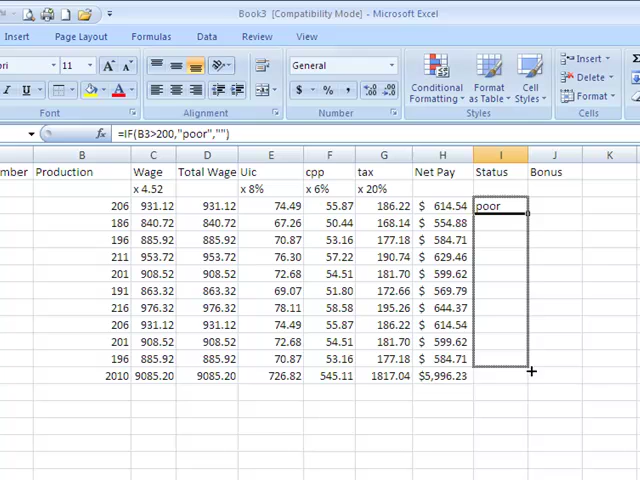 Book3 [Compatibility Mode] - Microsoft Excel
Insert Page Layout Formulas Data Review View
bri 11 A A General Conditional Formatting Format as Table Cell Styles Insert
Delete
I U A $ % , .0 .00 .00 .0 Format
Font Alignment Number Styles
fx =IF(B3>200,"poor","")
B C D E F G H I J K
mber Production Wage Total Wage Uic cpp tax Net Pay Status Bonus
x 4.52 x 8% x 6% x 20%
206 931.12 931.12 74.49 55.87 186.22 $ 614.54 poor
186 840.72 840.72 67.26 50.44 168.14 $ 554.88
196 885.92 885.92 70.87 53.16 177.18 $ 584.71
211 953.72 953.72 76.30 57.22 190.74 $ 629.46
201 908.52 908.52 72.68 54.51 181.70 $ 599.62
191 863.32 863.32 69.07 51.80 172.66 $ 569.79
216 976.32 976.32 78.11 58.58 195.26 $ 644.37
206 931.12 931.12 74.49 55.87 186.22 $ 614.54
201 908.52 908.52 72.68 54.51 181.70 $ 599.62
196 885.92 885.92 70.87 53.16 177.18 $ 584.71
2010 9085.20 9085.20 726.82 545.11 1817.04 $5,996.23